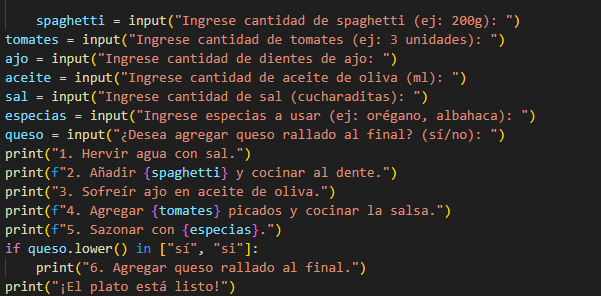 spaghetti = input("Ingrese cantidad de spaghetti (ej: 200g): ")
tomates = input("Ingrese cantidad de tomates (ej: 3 unidades): ")
ajo = input("Ingrese cantidad de dientes de ajo: ")
aceite = input("Ingrese cantidad de aceite de oliva (ml): ")
sal = input("Ingrese cantidad de sal (cucharaditas): ")
especias = input("Ingrese especias a usar (ej: orégano, albahaca): ")
queso = input("¿Desea agregar queso rallado al final? (sí/no): ")
print("1. Hervir agua con sal.")
print(f"2. Añadir {spaghetti} y cocinar al dente.")
print("3. Sofreír ajo en aceite de oliva.")
print(f"4. Agregar {tomates} picados y cocinar la salsa.")
print(f"5. Sazonar con {especias}.")
if queso.lower() in ["sí", "si"]:
    print("6. Agregar queso rallado al final.")
print("¡El plato está listo!")